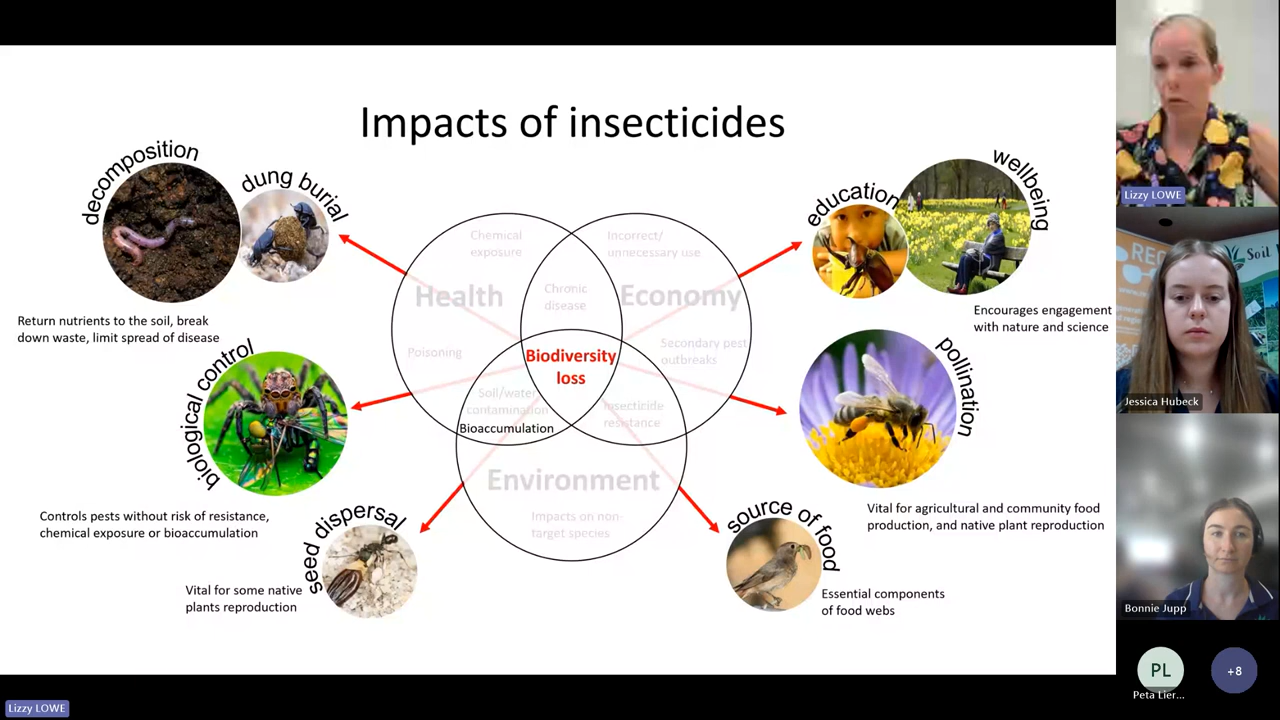 Impacts of insecticides
decomposition
dung burial
Return nutrients to the soil, break
down waste, limit spread of disease
biological control
Controls pests without risk of resistance,
chemical exposure or bioaccumulation
seed dispersal
Vital for some native
plants reproduction
Chemical
exposure
Health
Poisoning
Chronic
disease
Incorrect/
unnecessary use
Economy
Secondary pest
outbreaks
Biodiversity
loss
Soil/water
contamination
Bioaccumulation
Insecticide
resistance
Environment
Impacts on non-
target species
education
wellbeing
Encourages engagement
with nature and science
pollination
Vital for agricultural and community food
production, and native plant reproduction
source of food
Essential components
of food webs
Lizzy LOWE
Soil
Jessica Hubeck
Bonnie Jupp
PL
Peta Lier...
+8
Lizzy LOWE